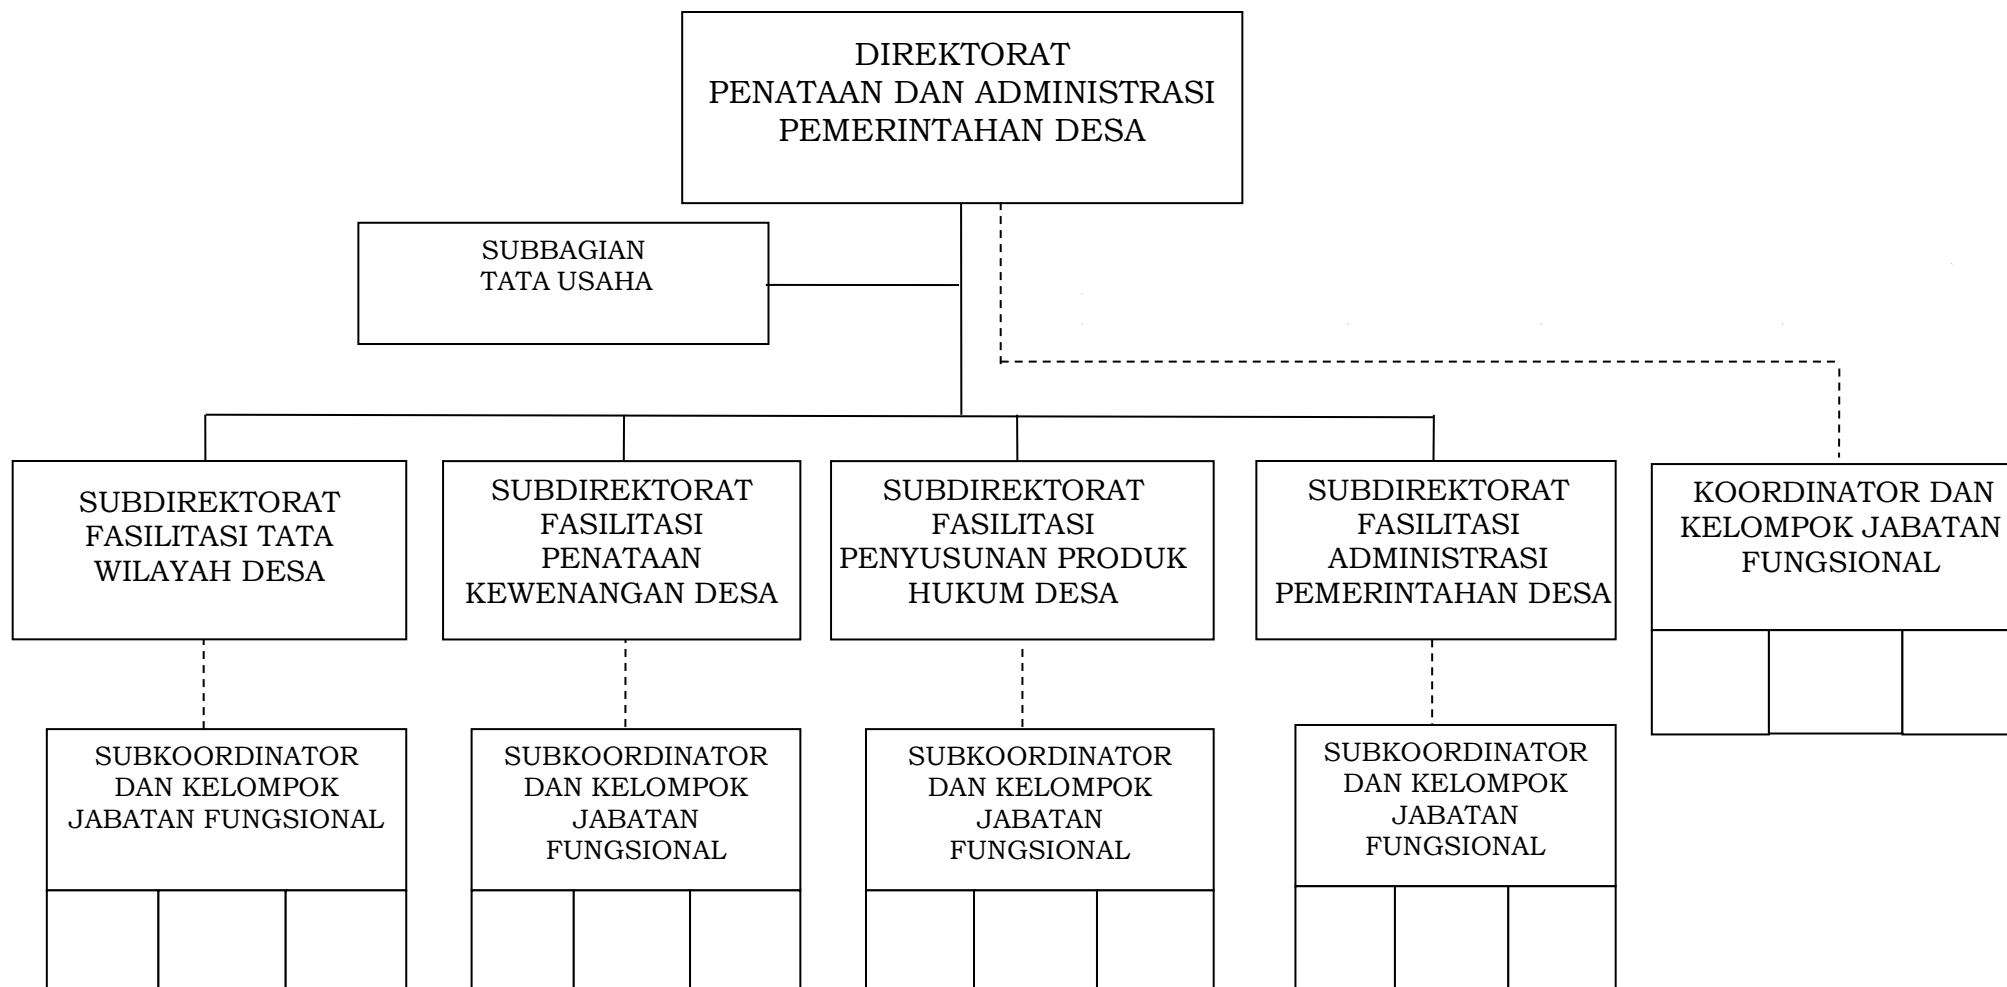 DIREKTORAT
PENATAAN DAN ADMINISTRASI
PEMERINTAHAN DESA
SUBBAGIAN
TATA USAHA
SUBDIREKTORAT
FASILITASI TATA
WILAYAH DESA
SUBDIREKTORAT
FASILITASI
PENATAAN
KEWENANGAN DESA
SUBDIREKTORAT
FASILITASI
PENYUSUNAN PRODUK
HUKUM DESA
SUBDIREKTORAT
FASILITASI
ADMINISTRASI
PEMERINTAHAN DESA
KOORDINATOR DAN
KELOMPOK JABATAN
FUNGSIONAL
SUBKOORDINATOR
DAN KELOMPOK
JABATAN FUNGSIONAL
SUBKOORDINATOR
DAN KELOMPOK
JABATAN
FUNGSIONAL
SUBKOORDINATOR
DAN KELOMPOK
JABATAN
FUNGSIONAL
SUBKOORDINATOR
DAN KELOMPOK
JABATAN
FUNGSIONAL